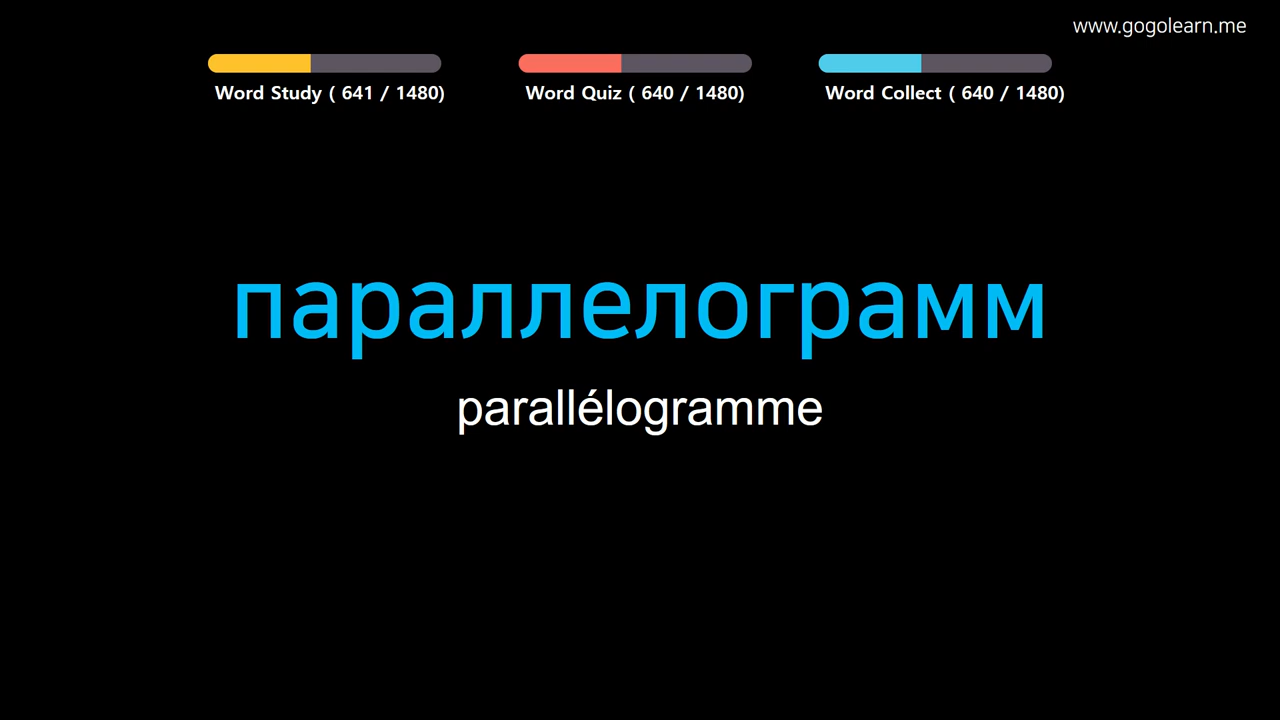 www.gogolearn.me
Word Study ( 641 / 1480)
Word Quiz ( 640 / 1480)
Word Collect ( 640 / 1480)
параллелограмм
parallélogramme